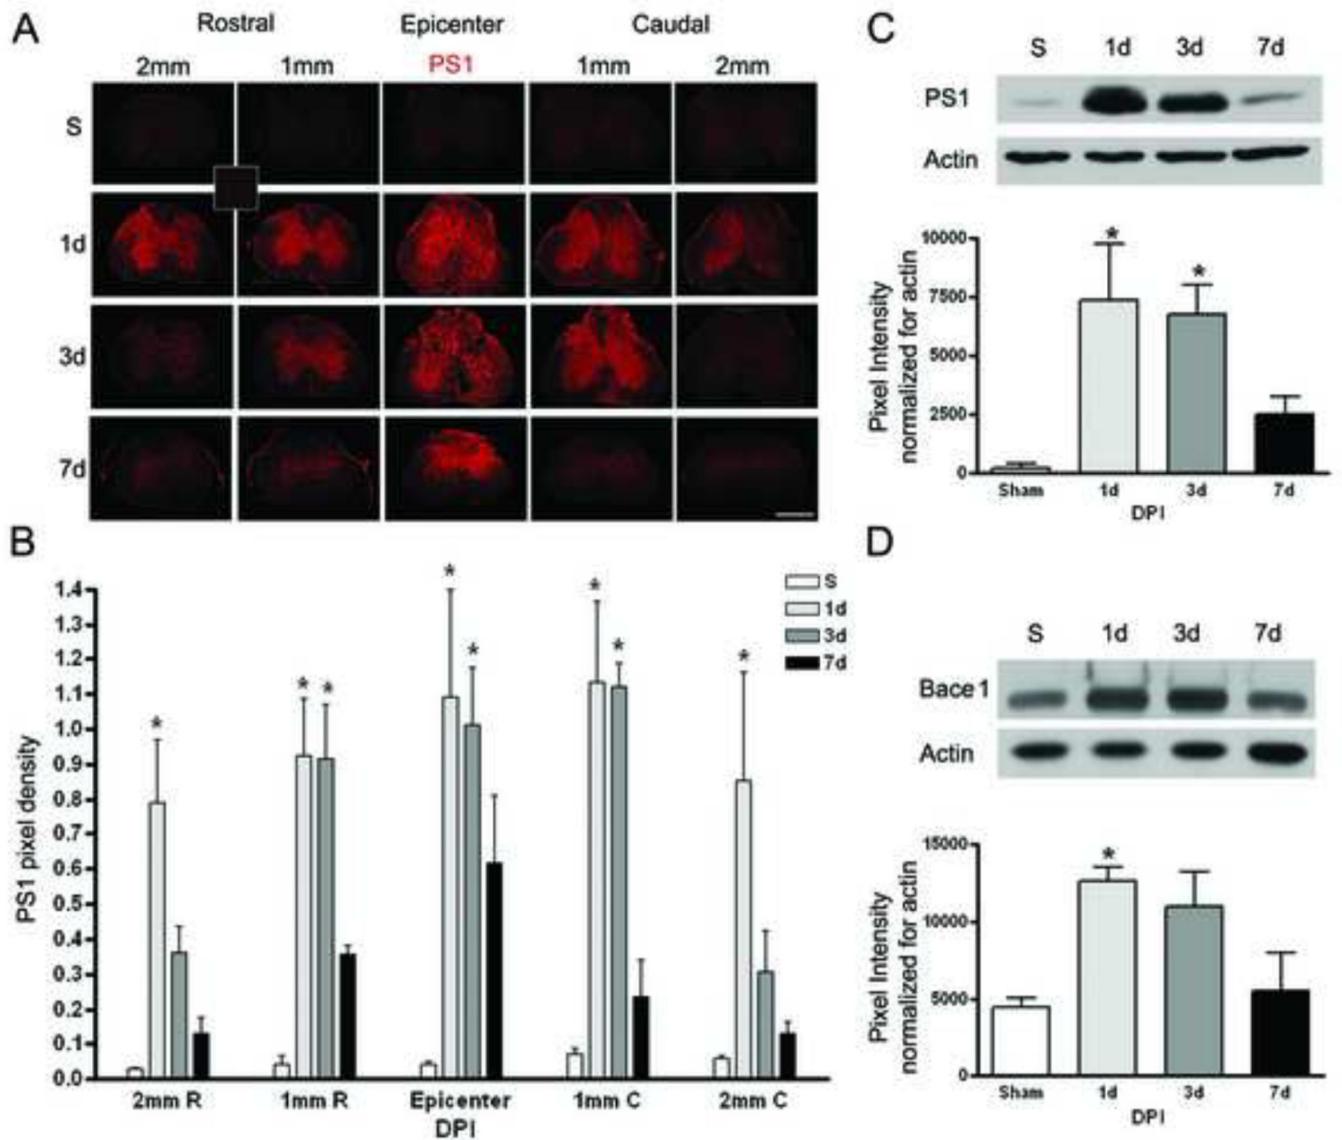 A
Rostral Epicenter Caudal
2mm 1mm PS1 1mm 2mm
S
1d
3d
7d
B
* * * * * * * *
1.4
1.3
1.2
1.1
1.0
0.9
0.8
0.7
0.6
0.5
0.4
0.3
0.2
0.1
0.0
PS1 pixel density
S
1d
3d
7d
2mm R 1mm R Epicenter 1mm C 2mm C
DPI
C
S 1d 3d 7d
PS1
Actin
Pixel Intensity
normalized for actin
10000
7500
5000
2500
0
* *
Sham 1d 3d 7d
DPI
D
S 1d 3d 7d
Bace 1
Actin
Pixel Intensity
normalized for actin
15000
10000
5000
0
*
Sham 1d 3d 7d
DPI